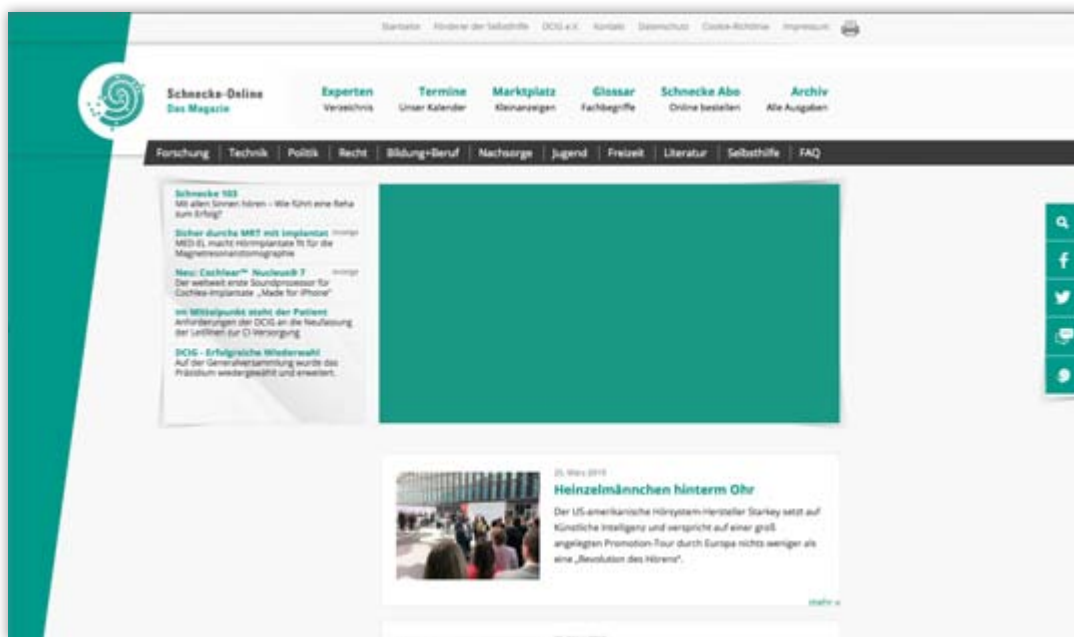 Startseite Förderer der Selbsthilfe DCIG e.V. Kontakt Datenschutz Cookie-Richtlinie Impressum
Schnecke-Online
Das Magazin
Experten Termine Marktplatz Glossar Schnecke Abo Archiv
Verzeichnis Unser Kalender Kleinanzeigen Fachbegriffe Online bestellen Alle Ausgaben
Forschung Technik Politik Recht Bildung+Beruf Nachsorge Jugend Freizeit Literatur Selbsthilfe FAQ
Schnecke 103
Mit allen Sinnen hören – Wie führt eine Reha
zum Erfolg?
Sicher durchs MRT mit Implantat Anzeige
MED-EL macht Hörimplantate fit für die
Magnetresonanztomographie
Neu: Cochlear™ Nucleus® 7 Anzeige
Der weltweit erste Soundprozessor für
Cochlea-Implantate „Made for iPhone“
Im Mittelpunkt steht der Patient
Anforderungen der DCIG an die Neufassung
der Leitlinien zur CI-Versorgung
DCIG - Erfolgreiche Wiederwahl
Auf der Generalversammlung wurde das
Präsidium wiedergewählt und erweitert.
25. März 2019
Heinzelmännchen hinterm Ohr
Der US-amerikanische Hörsystem-Hersteller Starkey setzt auf
Künstliche Intelligenz und verspricht auf einer groß
angelegten Promotion-Tour durch Europa nichts weniger als
eine „Revolution des Hörens“.
mehr »